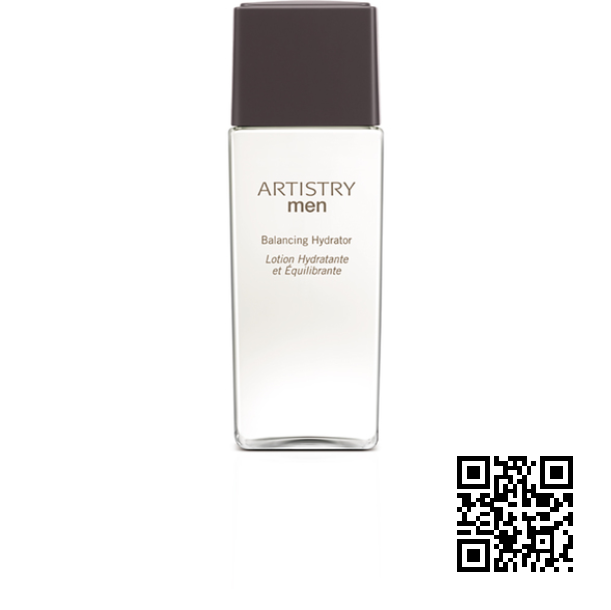 ARTISTRY
men
Balancing Hydrator
Lotion Hydratante
et Équilibrante